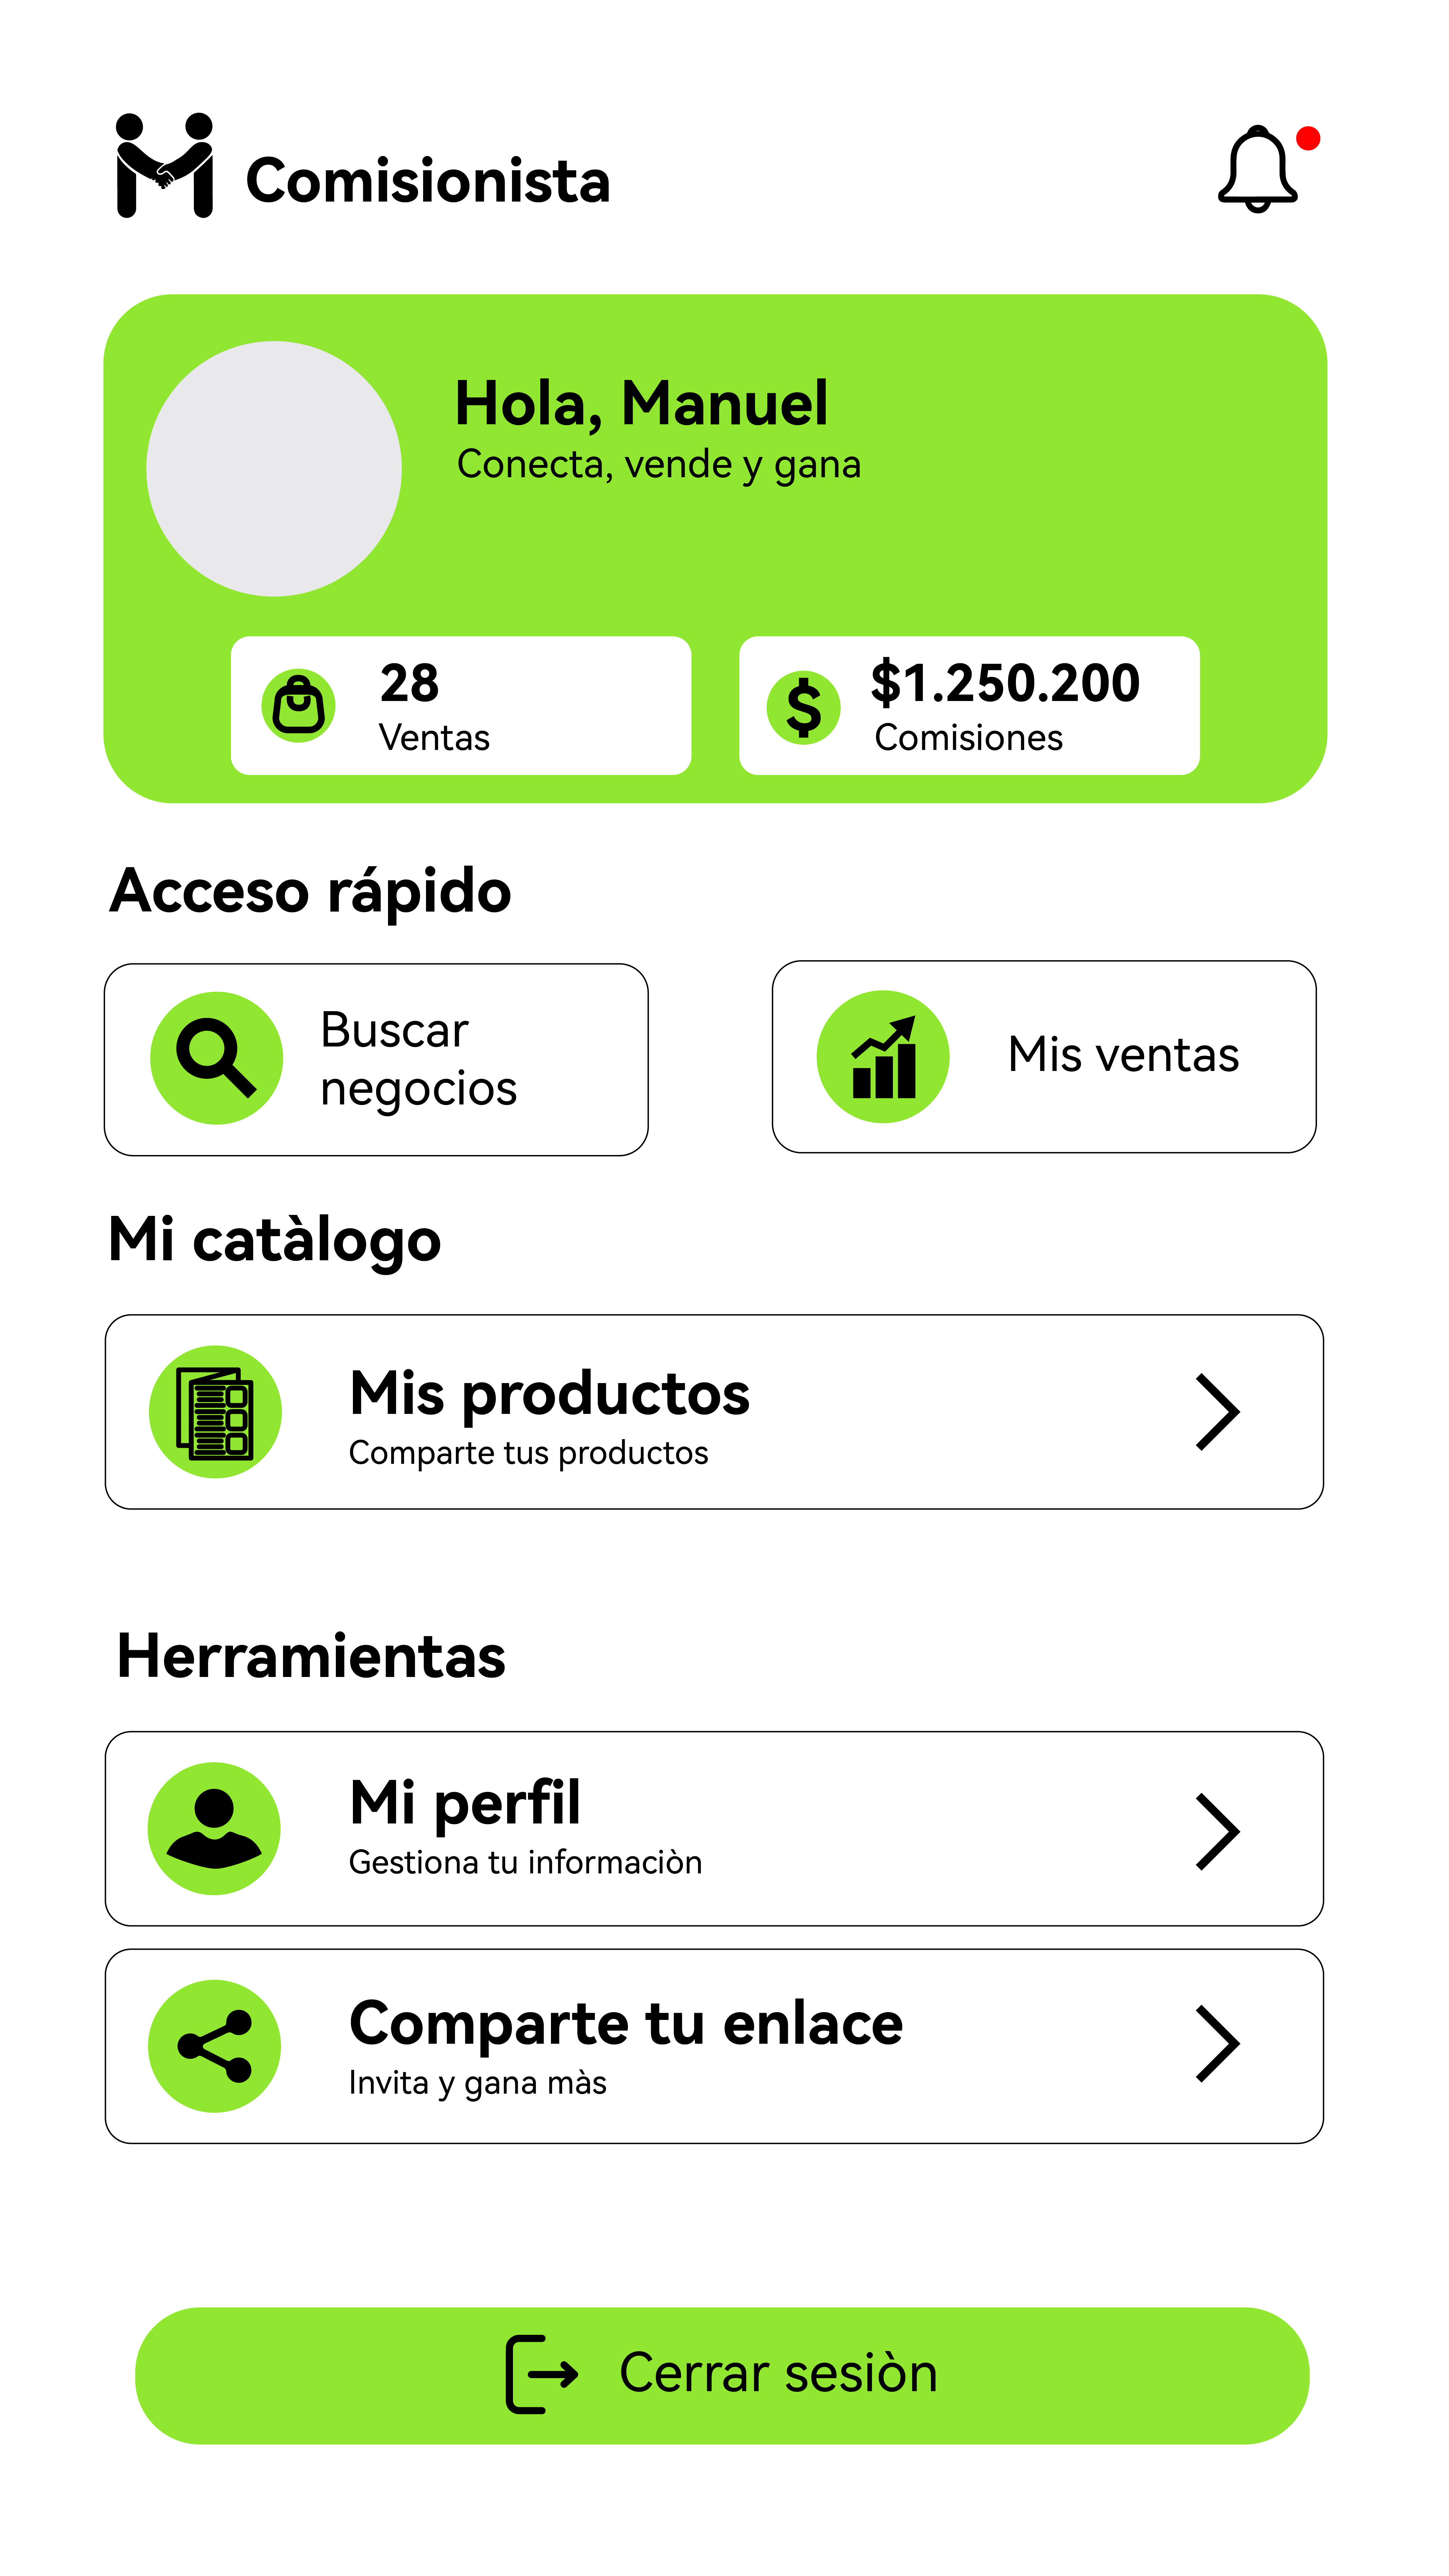 Comisionista
Hola, Manuel
Conecta, vende y gana
28
Ventas
$1.250.200
Comisiones
Acceso rápido
Buscar
negocios
Mis ventas
Mi catàlogo
Mis productos
Comparte tus productos
Herramientas
Mi perfil
Gestiona tu informaciòn
Comparte tu enlace
Invita y gana màs
Cerrar sesiòn